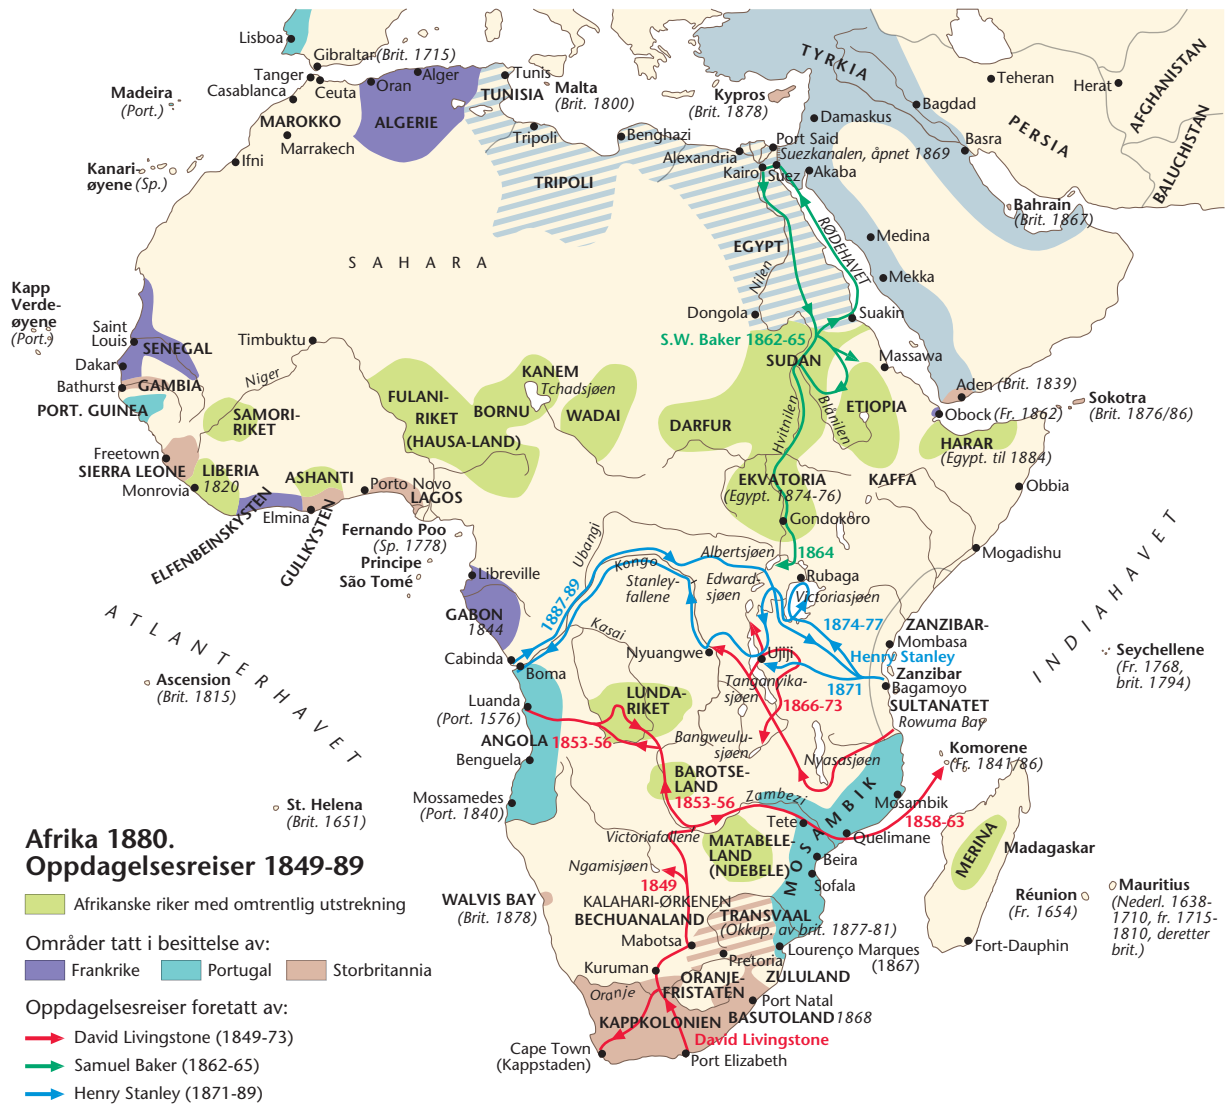 Lisboa
Gibraltar (Brit. 1715)
Tanger
Ceuta
Casablanca
Oran
Alger
Tunis
TUNISIA
Malta
(Brit. 1800)
Madeira
(Port.)
MAROKKO
Marrakech
ALGERIE
Kanari-
øyene (Sp.)
Ifni
Tripoli
Benghazi
TRIPOLI
Kypros
(Brit. 1878)
TYRKIA
Damaskus
Bagdad
Teheran
Herat
AFGHANISTAN
BALUCHISTAN
PERSIA
Basra
Alexandria
Port Said
Suezkanalen, åpnet 1869
Kairo
Suez
Akaba
Bahrain
(Brit. 1867)
EGYPT
Nilen
RØDEHAVET
Medina
Mekka
SAHARA
Kapp
Verde-
øyene
(Port.)
Saint
Louis
SENEGAL
Dakar
Bathurst
GAMBIA
PORT. GUINEA
Timbuktu
Niger
Dongola
Suakin
S.W. Baker 1862-65
SUDAN
Massawa
Aden (Brit. 1839)
Obock (Fr. 1862)
Sokotra
(Brit. 1876/86)
KANEM
Tchadsjøen
FULANI-
RIKET
(HAUSA-LAND)
BORNU
WADAI
DARFUR
Hvitnilen
Blånilen
ETIOPIA
HARAR
(Egypt. til 1884)
SAMORI-
RIKET
Freetown
SIERRA LEONE
LIBERIA
1820
Monrovia
ASHANTI
Elmina
ELFENBEINSKYSTEN
GULLKYSTEN
Porto Novo
LAGOS
EKVATORIA
(Egypt. 1874-76)
KAFFA
Obbia
Gondokoro
Mogadishu
Fernando Poo
(Sp. 1778)
Principe
São Tomé
Libreville
GABON
1844
Ubangi
Kongo
1887-89
Stanley-
fallene
Albertsjøen
Edward-
sjøen
1864
Rubaga
Victoriasjøen
1874-77
Henry Stanley
ZANZIBAR-
Mombasa
Zanzibar
Bagamoyo
SULTANATET
Rowuma Bay
1871
INDIAHAVET
Seychellene
(Fr. 1768,
brit. 1794)
ATLANTERHAVET
Ascension
(Brit. 1815)
Kasai
Cabinda
Boma
Nyuangwe
Ujiji
Tanganyika-
sjøen
1866-73
Luanda
(Port. 1576)
LUNDA-
RIKET
ANGOLA
1853-56
Benguela
Bangweulu-
sjøen
Nyasasjøen
Komorene
(Fr. 1841/86)
Mossamedes
(Port. 1840)
BAROTSE-
LAND
1853-56
Zambezi
Mosambik
1858-63
Tete
Quelimane
MOSAMBIK
St. Helena
(Brit. 1651)
Victoriafallene
MATABELE-
LAND
(NDEBELE)
Beira
Sofala
MERINA
Madagaskar
Ngamisjøen
1849
WALVIS BAY
(Brit. 1878)
KALAHARI-ØRKENEN
BECHUANALAND
TRANSVAAL
(Okkup. av brit. 1877-81)
Mabotsa
Pretoria
Lourenço Marques
(1867)
Réunion
(Fr. 1654)
Mauritius
(Nederl. 1638-
1710, fr. 1715-
1810, deretter
brit.)
Fort-Dauphin
Kuruman
Oranje
ORANJE-
FRISTATEN
ZULULAND
Port Natal
BASUTOLAND 1868
KAPPKOLONIEN
David Livingstone
Cape Town
(Kappstaden)
Port Elizabeth
Afrika 1880.
Oppdagelsesreiser 1849-89
Afrikanske riker med omtrentlig utstrekning
Områder tatt i besittelse av:
Frankrike
Portugal
Storbritannia
Oppdagelsesreiser foretatt av:
David Livingstone (1849-73)
Samuel Baker (1862-65)
Henry Stanley (1871-89)